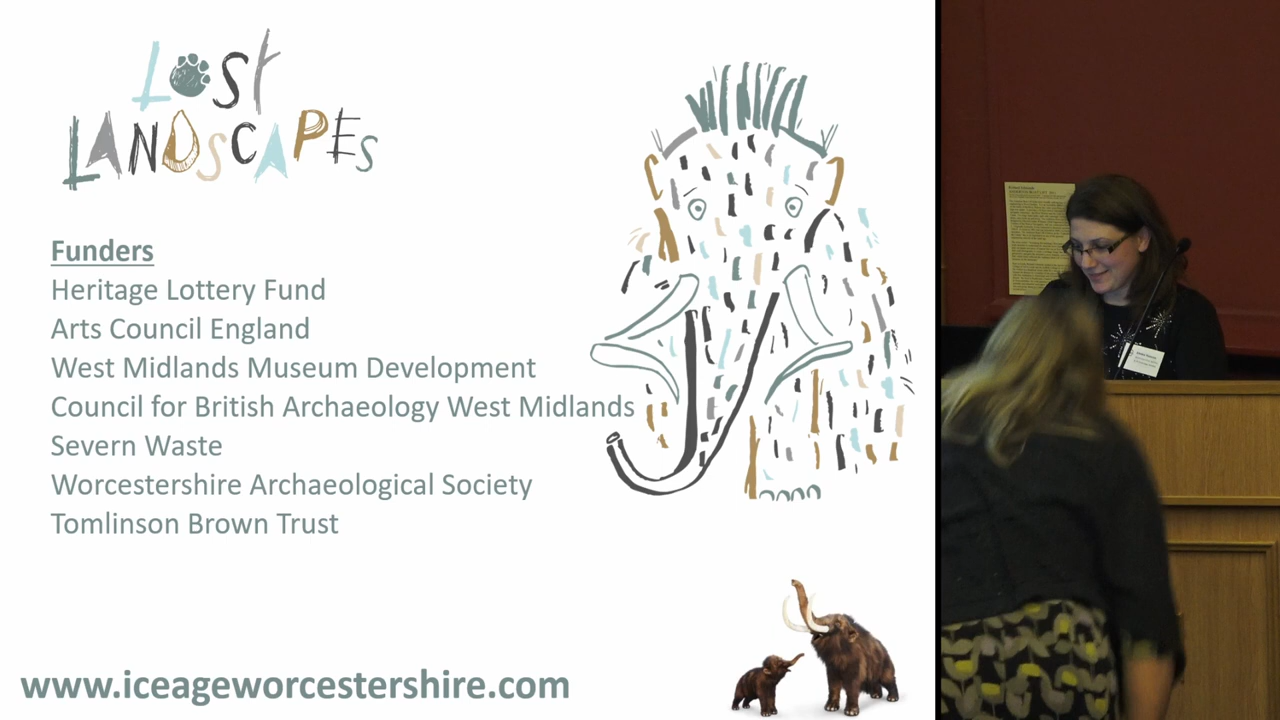 LOST
LANDSCAPES
Funders
Heritage Lottery Fund
Arts Council England
West Midlands Museum Development
Council for British Archaeology West Midlands
Severn Waste
Worcestershire Archaeological Society
Tomlinson Brown Trust
www.iceageworcestershire.com